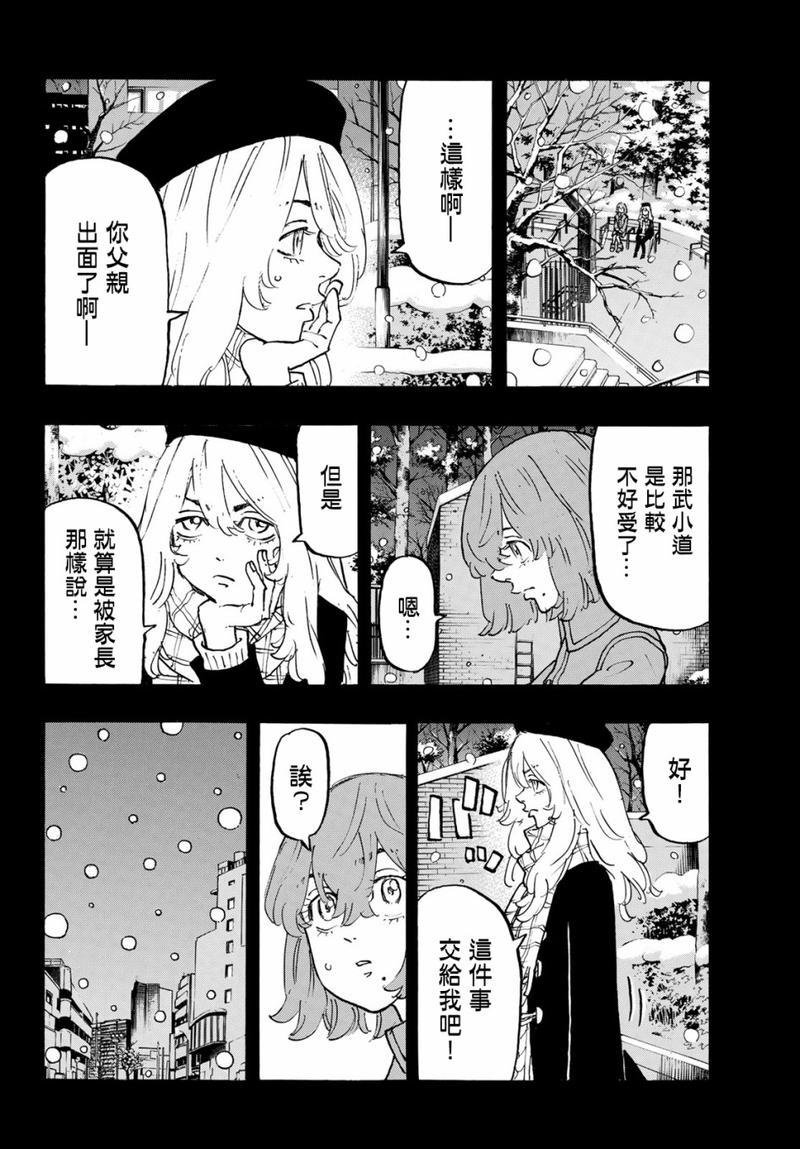 …這樣啊ー
你父親
出面了啊ー
那武小道
是比較
不好受了…
嗯…
但是
就算是被家長
那樣說…
好！
這件事
交給我吧！
誒？